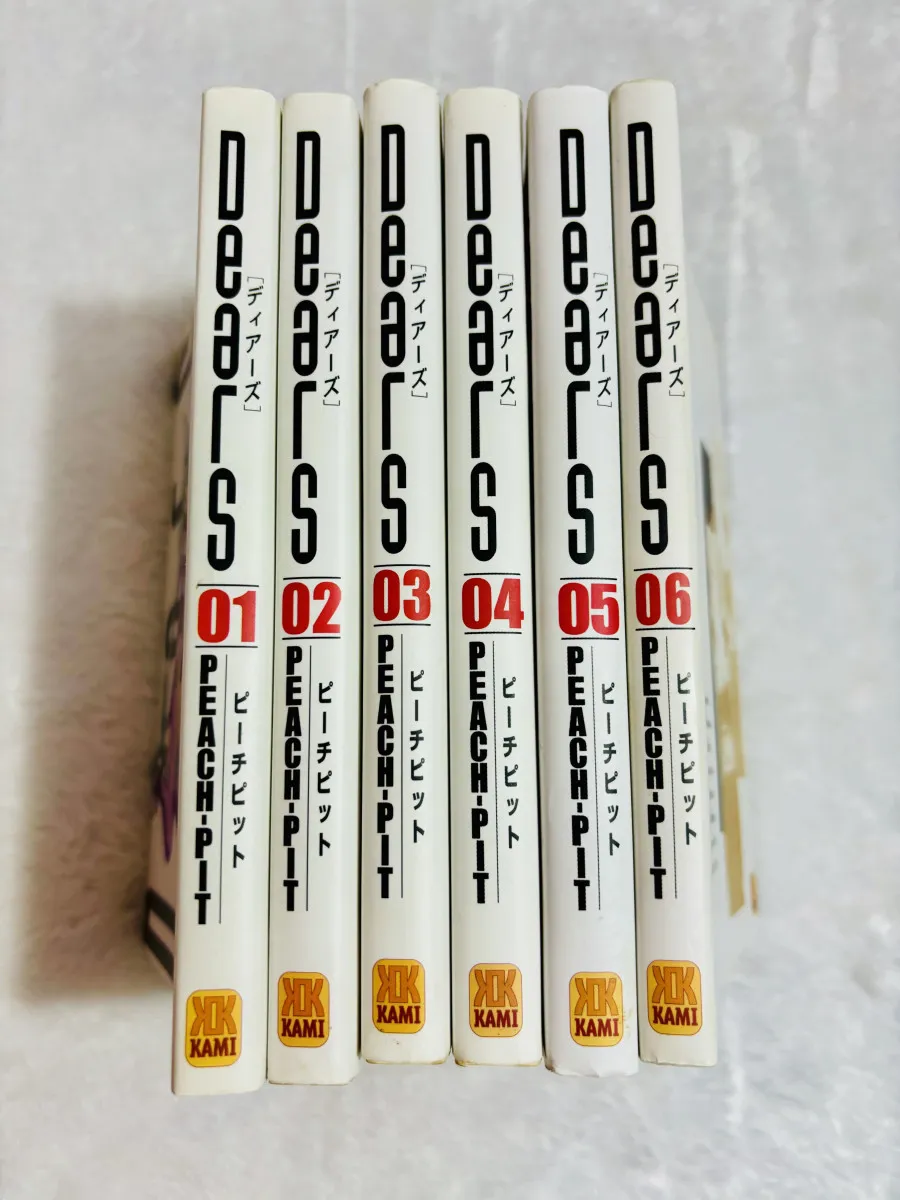 DearS
[ディアーズ]
01
PEACH-PIT
ピーチピット
KAMI
DearS
[ディアーズ]
02
PEACH-PIT
ピーチピット
KAMI
DearS
[ディアーズ]
03
PEACH-PIT
ピーチピット
KAMI
DearS
[ディアーズ]
04
PEACH-PIT
ピーチピット
KAMI
DearS
[ディアーズ]
05
PEACH-PIT
ピーチピット
KAMI
DearS
[ディアーズ]
06
PEACH-PIT
ピーチピット
KAMI